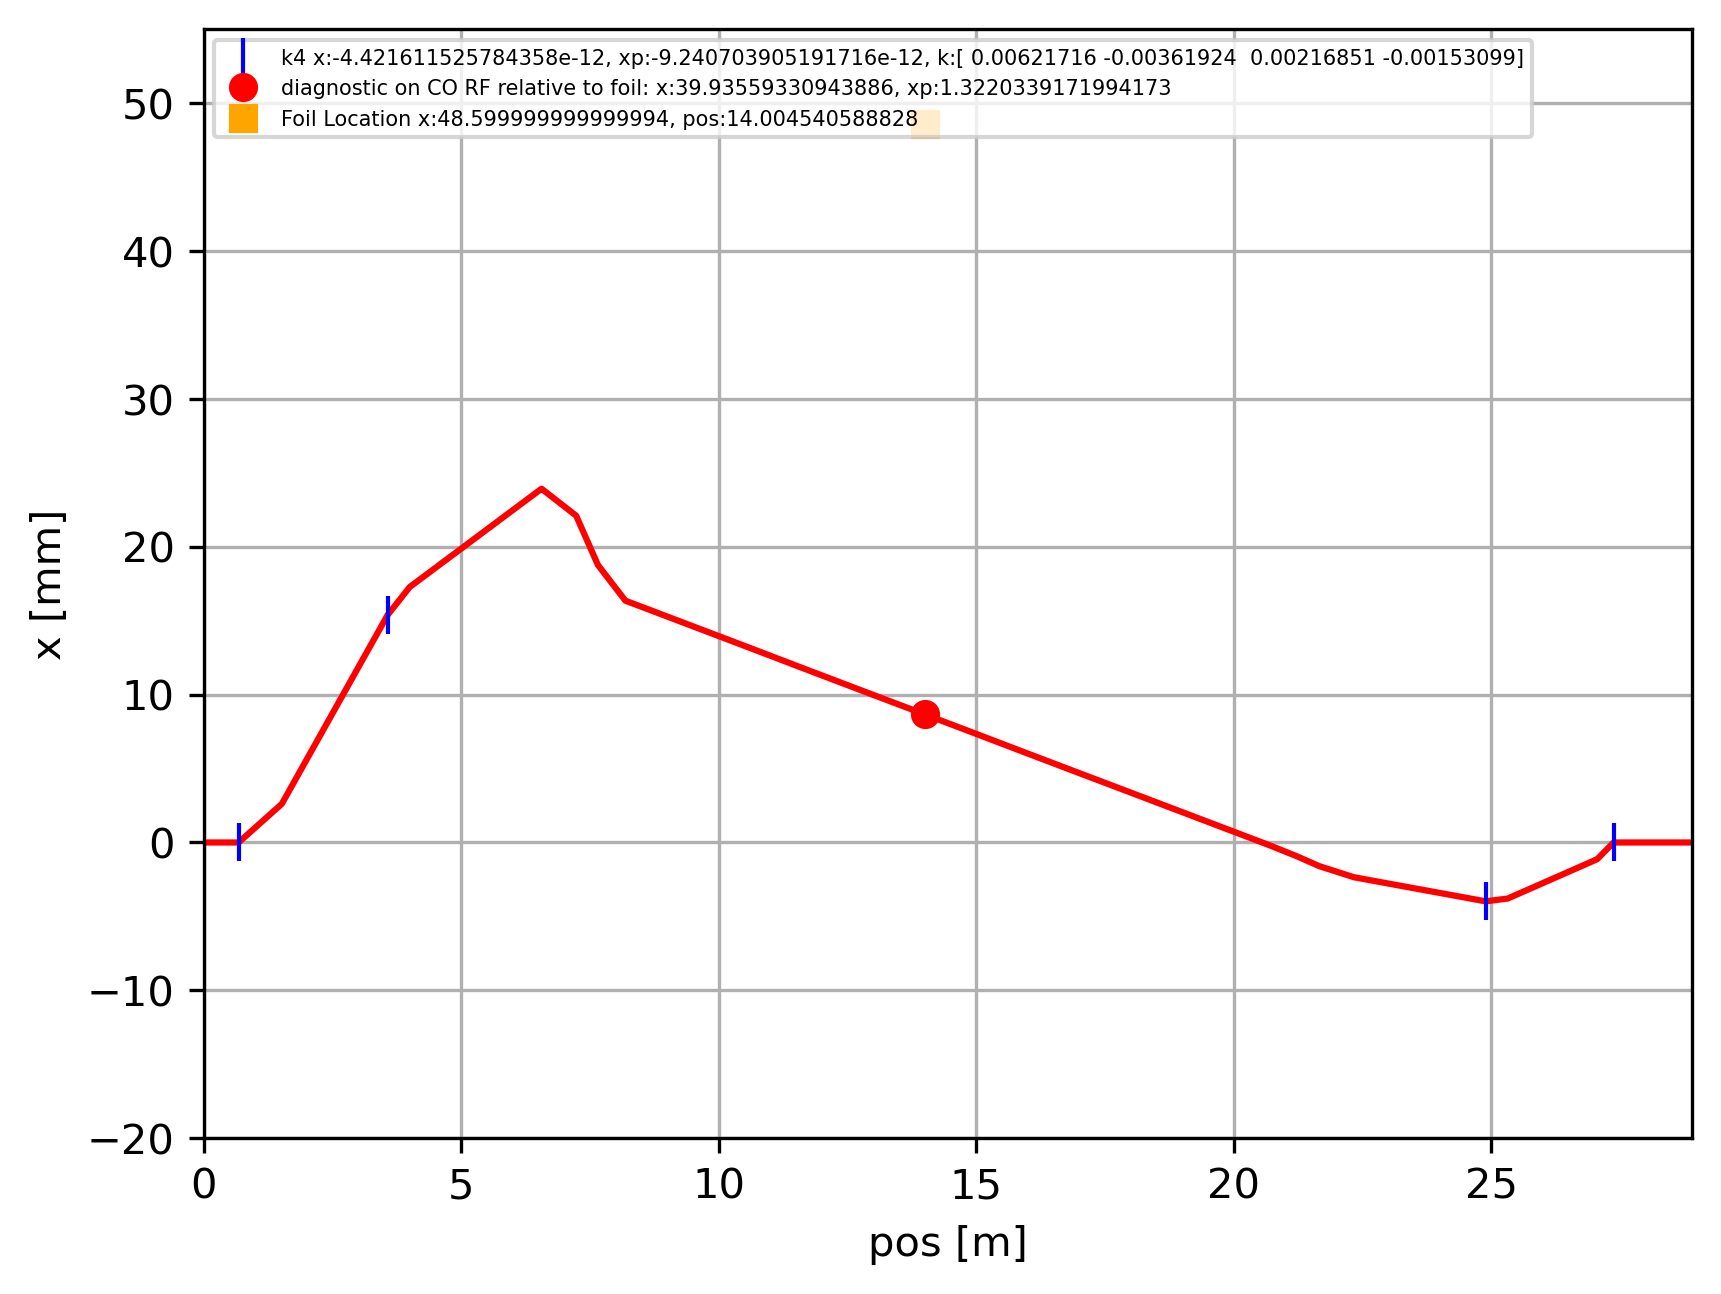 k4 x:-4.421611525784358e-12, xp:-9.240703905191716e-12, k:[ 0.00621716 -0.00361924  0.00216851 -0.00153099]
diagnostic on CO RF relative to foil: x:39.93559330943886, xp:1.3220339171994173
Foil Location x:48.599999999999994, pos:14.004540588828
50
40
30
20
10
0
−10
−20
x [mm]
0 5 10 15 20 25
pos [m]